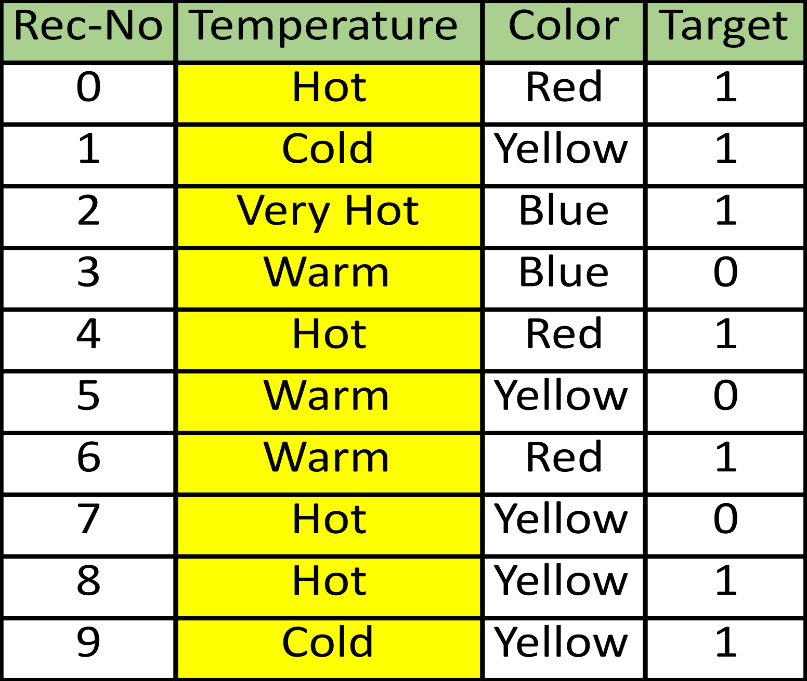 Rec-No Temperature Color Target
0 Hot Red 1
1 Cold Yellow 1
2 Very Hot Blue 1
3 Warm Blue 0
4 Hot Red 1
5 Warm Yellow 0
6 Warm Red 1
7 Hot Yellow 0
8 Hot Yellow 1
9 Cold Yellow 1